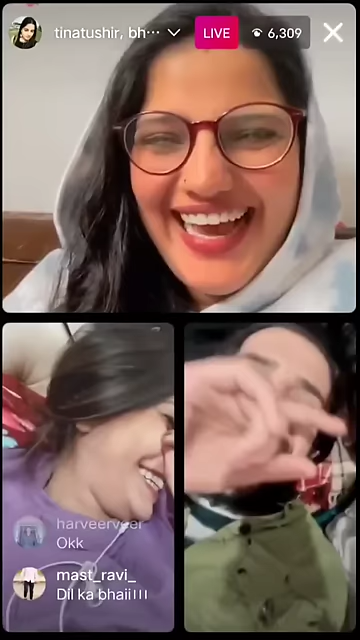 tinatushir, bh...
LIVE
6,309
harveerveer
Okk
mast_ravi_
Dil ka bhaii!!!